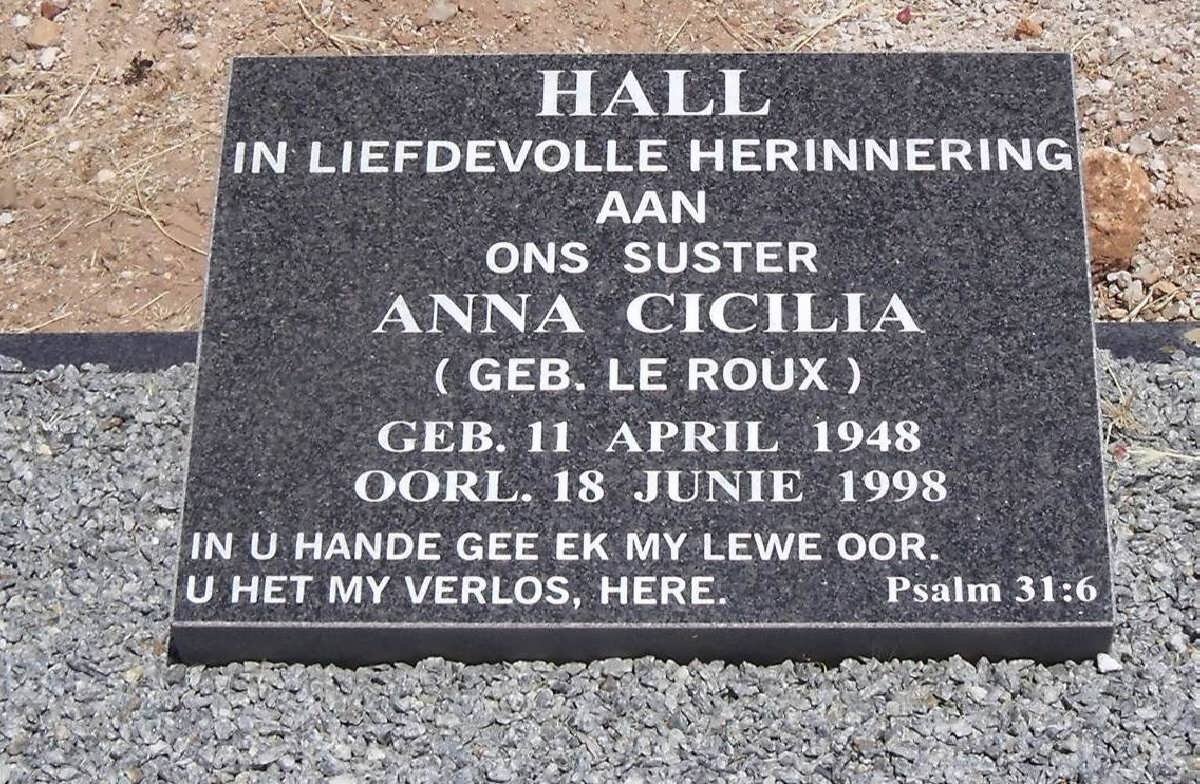 HALL
IN LIEFDEVOLLE HERINNERING
AAN
ONS SUSTER
ANNA CICILIA
( GEB. LE ROUX )
GEB. 11 APRIL 1948
OORL. 18 JUNIE 1998
IN U HANDE GEE EK MY LEWE OOR.
U HET MY VERLOS, HERE. Psalm 31:6